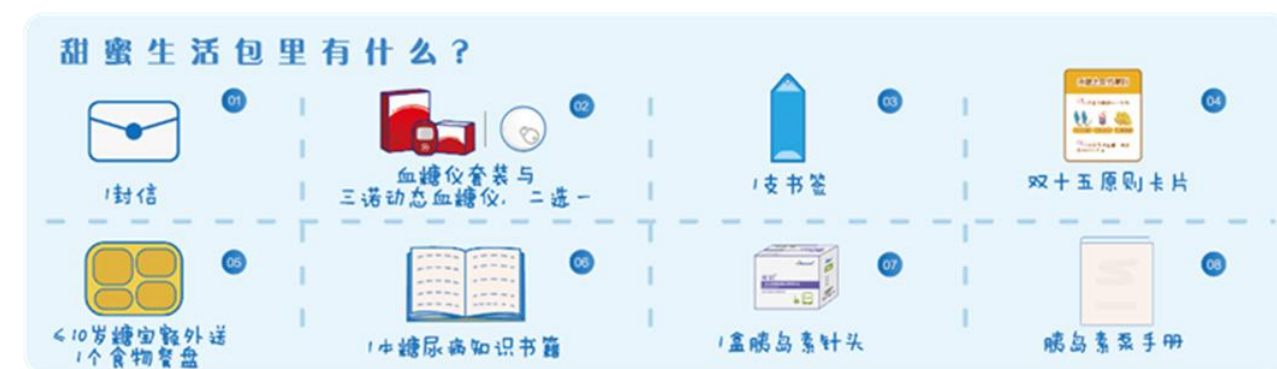 甜蜜生活包里有什么？
01
1封信
02
血糖仪套装与
三诺动态血糖仪，二选一
03
1支书签
04
双十五原则卡片
05
≤10岁糖宝额外送
1个食物餐盘
06
1本糖尿病知识书籍
07
1盒胰岛素针头
08
胰岛素泵手册